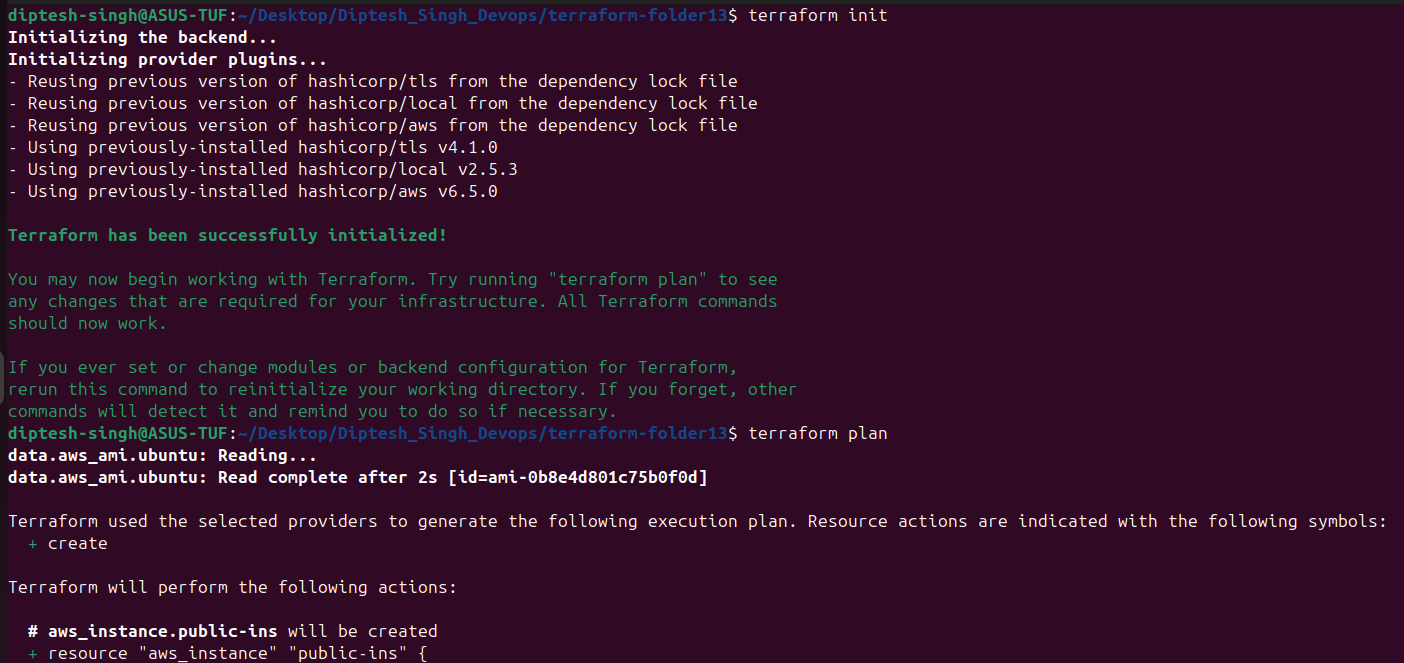 diptesh-singh@ASUS-TUF:~/Desktop/Diptesh_Singh_Devops/terraform-folder13$ terraform init
Initializing the backend...
Initializing provider plugins...
- Reusing previous version of hashicorp/tls from the dependency lock file
- Reusing previous version of hashicorp/local from the dependency lock file
- Reusing previous version of hashicorp/aws from the dependency lock file
- Using previously-installed hashicorp/tls v4.1.0
- Using previously-installed hashicorp/local v2.5.3
- Using previously-installed hashicorp/aws v6.5.0

Terraform has been successfully initialized!

You may now begin working with Terraform. Try running "terraform plan" to see
any changes that are required for your infrastructure. All Terraform commands
should now work.

If you ever set or change modules or backend configuration for Terraform,
rerun this command to reinitialize your working directory. If you forget, other
commands will detect it and remind you to do so if necessary.
diptesh-singh@ASUS-TUF:~/Desktop/Diptesh_Singh_Devops/terraform-folder13$ terraform plan
data.aws_ami.ubuntu: Reading...
data.aws_ami.ubuntu: Read complete after 2s [id=ami-0b8e4d801c75b0f0d]

Terraform used the selected providers to generate the following execution plan. Resource actions are indicated with the following symbols:
  + create

Terraform will perform the following actions:

  # aws_instance.public-ins will be created
  + resource "aws_instance" "public-ins" {